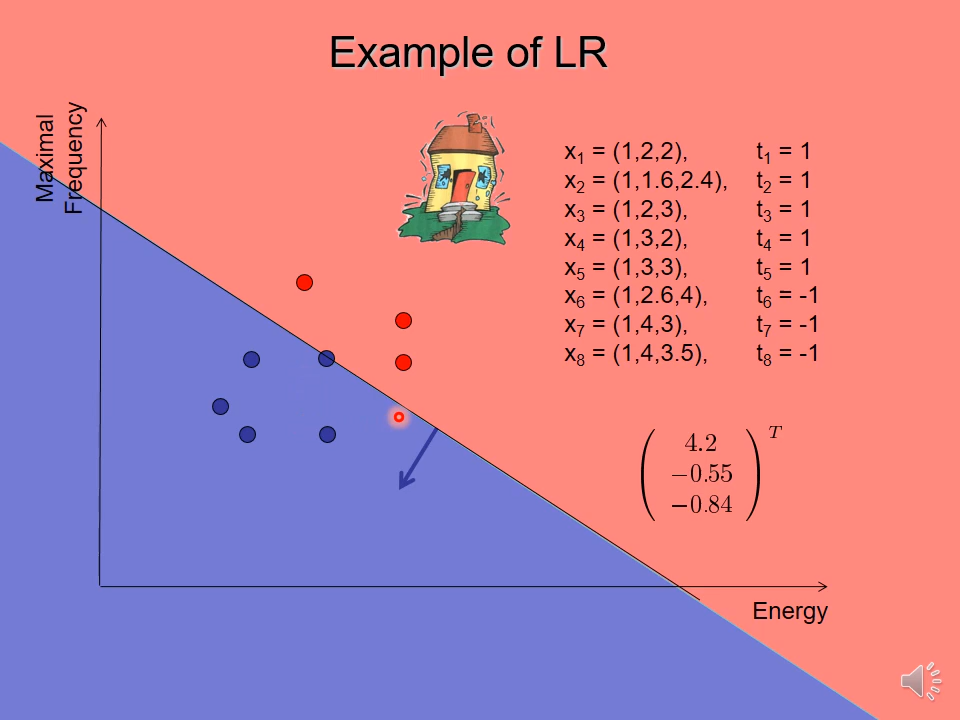 Example of LR
Maximal
Frequency
x₁ = (1,2,2), t₁ = 1
x₂ = (1,1.6,2.4), t₂ = 1
x₃ = (1,2,3), t₃ = 1
x₄ = (1,3,2), t₄ = 1
x₅ = (1,3,3), t₅ = 1
x₆ = (1,2.6,4), t₆ = -1
x₇ = (1,4,3), t₇ = -1
x₈ = (1,4,3.5), t₈ = -1
T
4.2
−0.55
−0.84
Energy